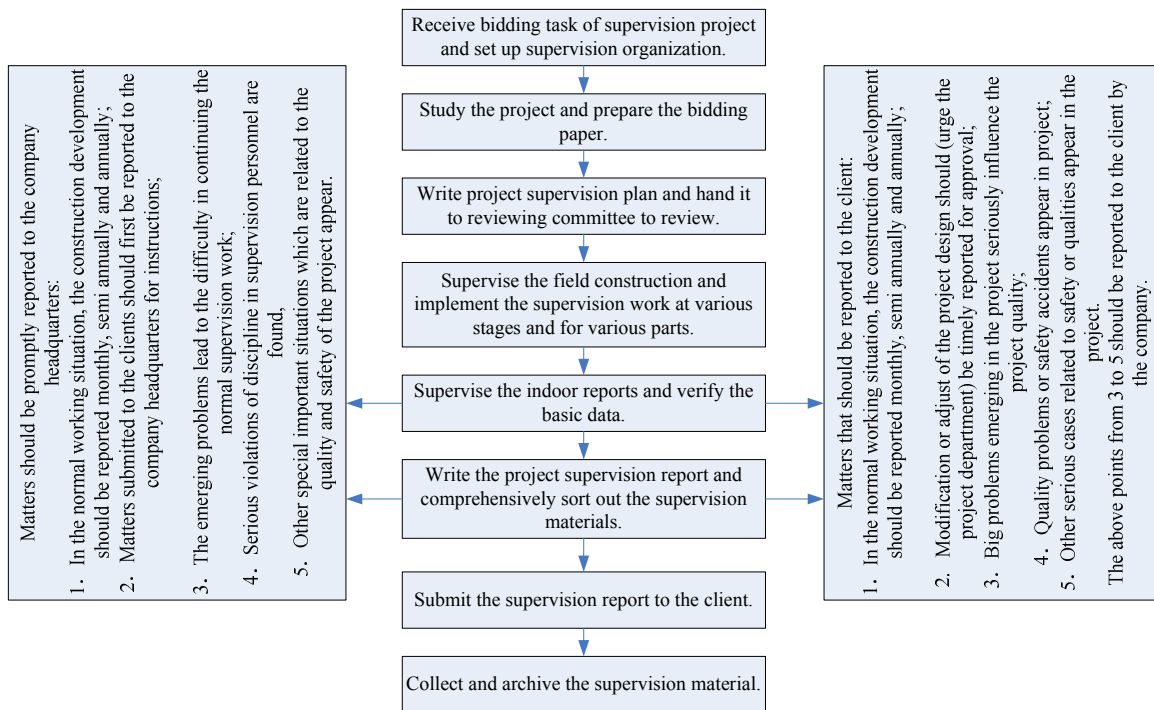 Receive bidding task of supervision project
and set up supervision organization.
Study the project and prepare the bidding
paper.
Write project supervision plan and hand it
to reviewing committee to review.
Supervise the field construction and
implement the supervision work at various
stages and for various parts.
Supervise the indoor reports and verify the
basic data.
Write the project supervision report and
comprehensively sort out the supervision
materials.
Submit the supervision report to the client.
Collect and archive the supervision material.
Matters should be promptly reported to the company
headquarters:
1. In the normal working situation, the construction development
should be reported monthly, semi annually and annually;
2. Matters submitted to the clients should first be reported to the
company headquarters for instructions;
3. The emerging problems lead to the difficulty in continuing the
normal supervision work;
4. Serious violations of discipline in supervision personnel are
found,
5. Other special important situations which are related to the
quality and safety of the project appear.
Matters that should be reported to the client:
1. In the normal working situation, the construction development
should be reported monthly, semi annually and annually;
2. Modification or adjust of the project design should (urge the
project department) be timely reported for approval;
3. Big problems emerging in the project seriously influence the
project quality;
4. Quality problems or safety accidents appear in project;
5. Other serious cases related to safety or qualities appear in the
project.
The above points from 3 to 5 should be reported to the client by
the company.